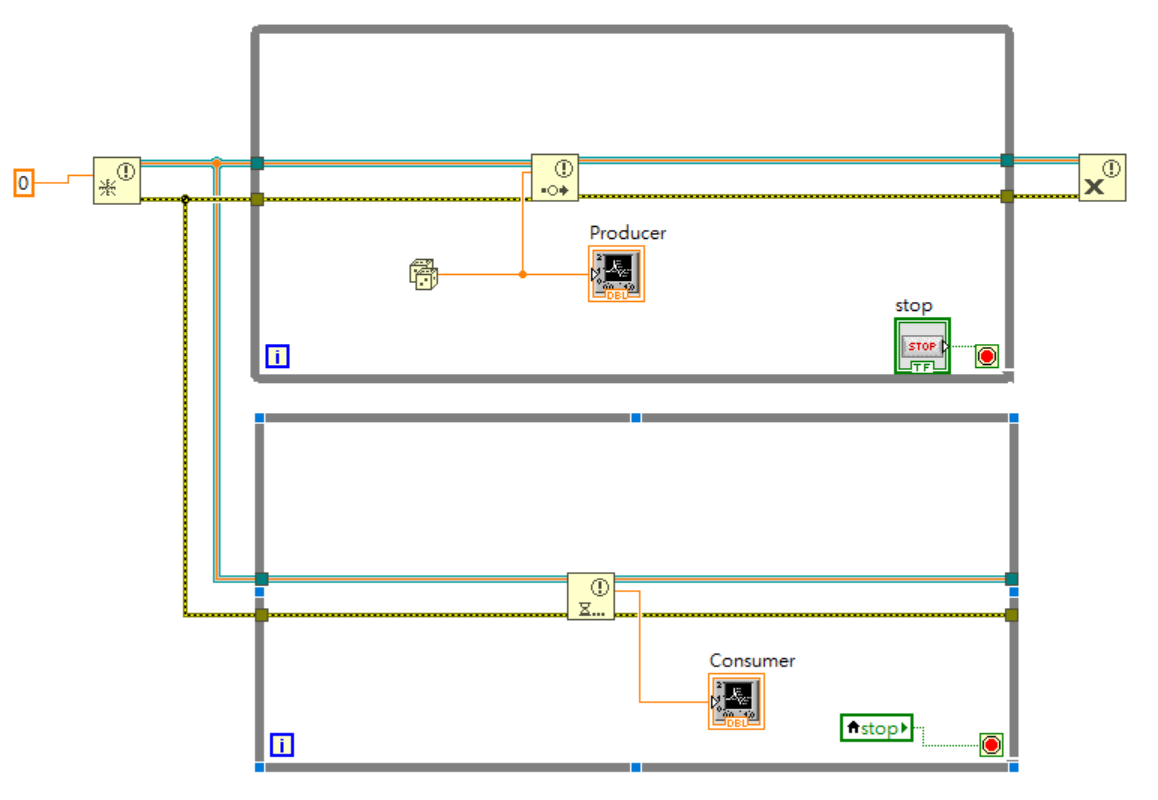 0
Producer
DBL
stop
STOP
TF
i
Consumer
DBL
stop
i